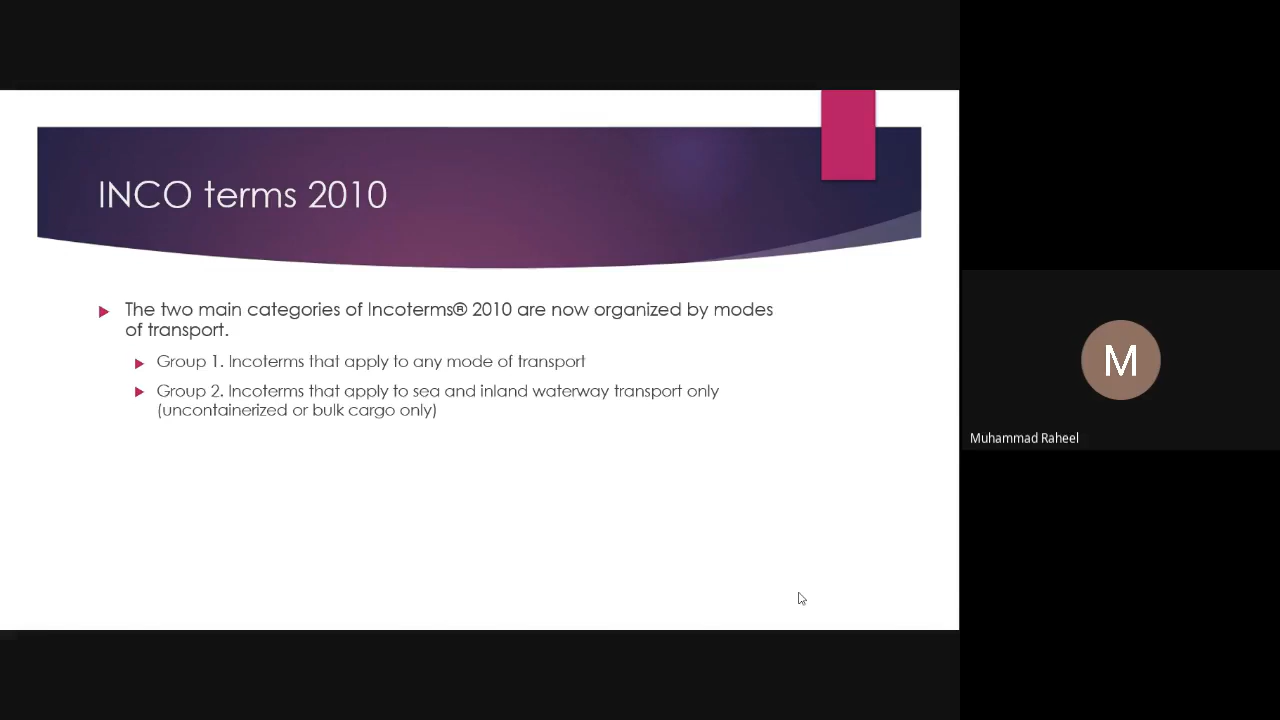 INCO terms 2010
The two main categories of Incoterms® 2010 are now organized by modes
of transport.
Group 1. Incoterms that apply to any mode of transport
Group 2. Incoterms that apply to sea and inland waterway transport only
(uncontainerized or bulk cargo only)
M
Muhammad Raheel